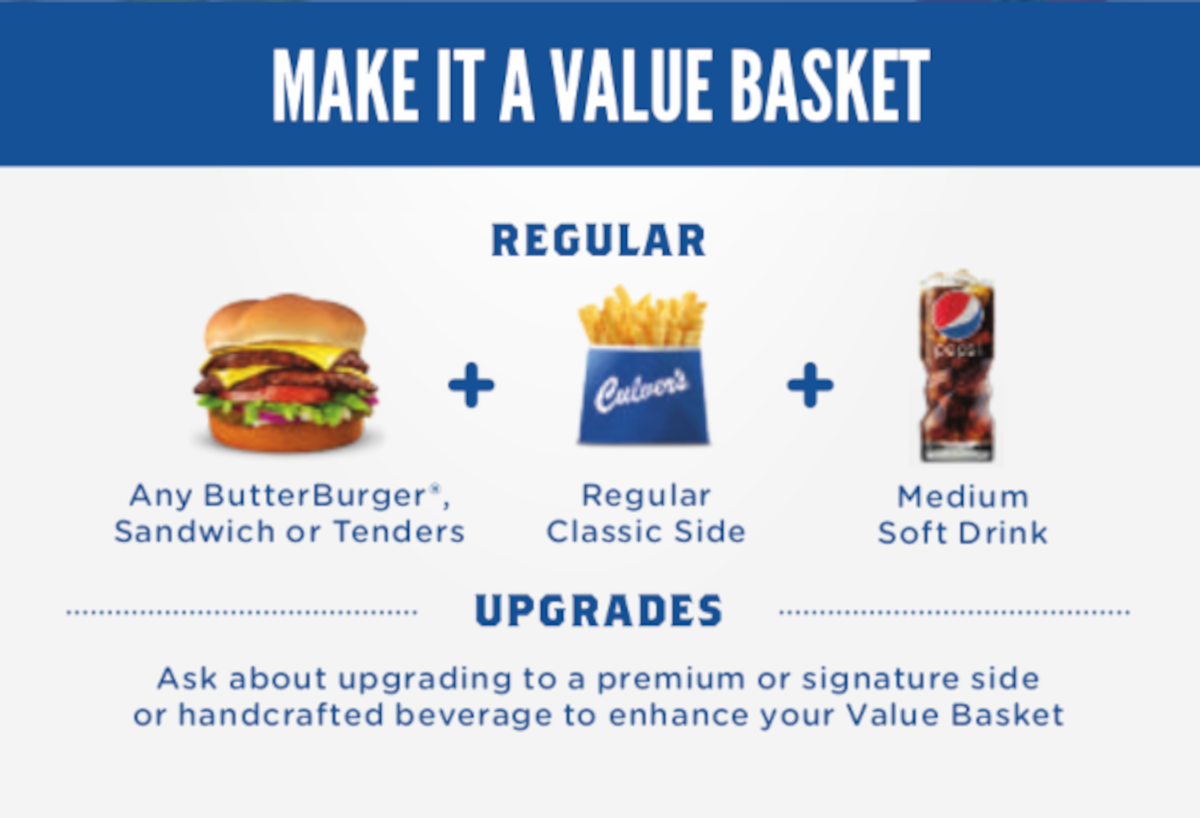 MAKE IT A VALUE BASKET
REGULAR
Culver's
pepsi
Any ButterBurger®,
Sandwich or Tenders
Regular
Classic Side
Medium
Soft Drink
UPGRADES
Ask about upgrading to a premium or signature side
or handcrafted beverage to enhance your Value Basket